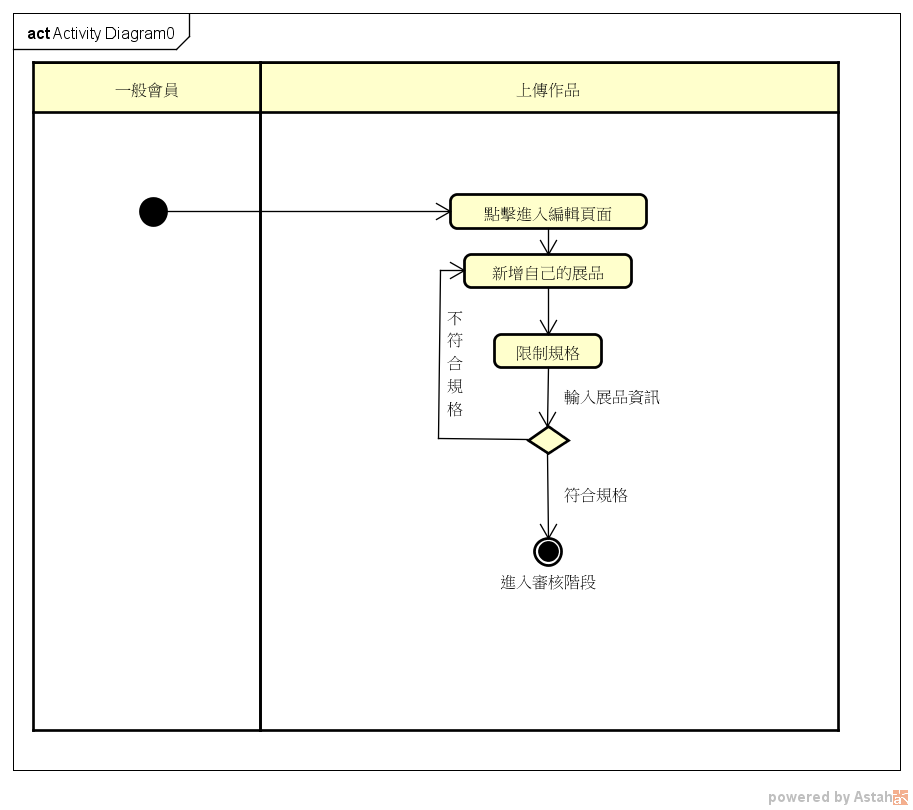 act Activity Diagram0
一般會員
上傳作品
點擊進入編輯頁面
新增自己的展品
不符合規格
限制規格
輸入展品資訊
符合規格
進入審核階段
powered by Astah